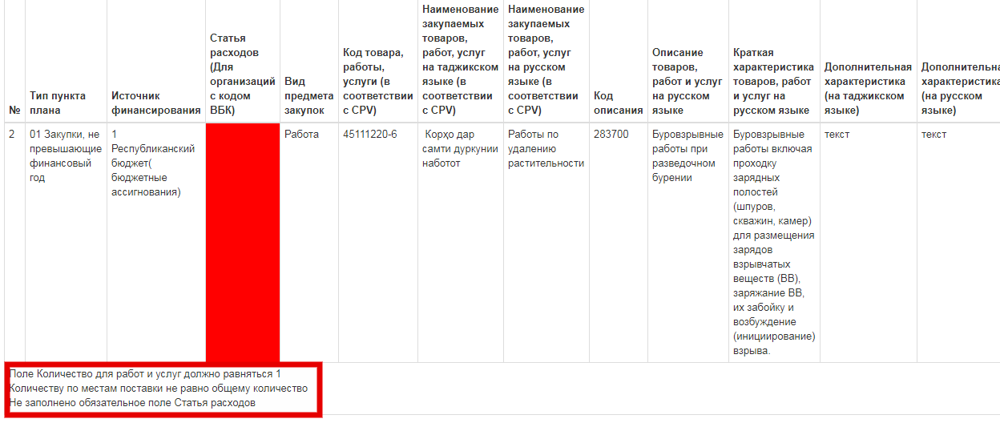 №
Тип пункта
плана
Источник
финансирования
Статья
расходов
(Для
организаций
с кодом
ВБК)
Вид
предмета
закупок
Код товара,
работы,
услуги (в
соответствии
с CPV)
Наименование
закупаемых
товаров,
работ, услуг
на таджикском
языке (в
соответствии
с CPV)
Наименование
закупаемых
товаров,
работ, услуг
на русском
языке (в
соответствии
с CPV)
Код
описания
Описание
товаров,
работ и услуг
на русском
языке
Краткая
характеристика
товаров, работ
и услуг на
русском языке
Дополнительная
характеристика
(на таджикском
языке)
Дополнительна
характеристика
(на русском
языке)
2
01 Закупки, не
превышающие
финансовый
год
1
Республиканский
бюджет(
бюджетные
ассигнования)
Работа
45111220-6
Корҳо дар
самти дуркунии
наботот
Работы по
удалению
растительности
283700
Буровзрывные
работы при
разведочном
бурении
Буровзрывные
работы включая
проходку
зарядных
полостей
(шпуров,
скважин, камер)
для размещения
зарядов
взрывчатых
веществ (ВВ),
заряжание ВВ,
их забойку и
возбуждение
(инициирование)
взрыва.
текст
текст
Поле Количество для работ и услуг должно равняться 1
Количеству по местам поставки не равно общему количество
Не заполнено обязательное поле Статья расходов